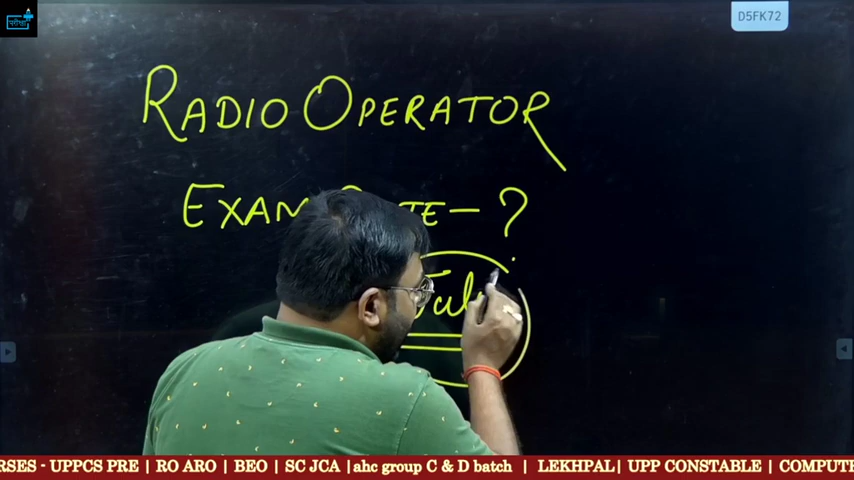 परीक्षा
D5FK72
RADIO OPERATOR
EXAM - ?
RSES - UPPCS PRE | RO ARO | BEO | SC JCA |ahc group C & D batch | LEKHPAL| UPP CONSTABLE | COMPUTE